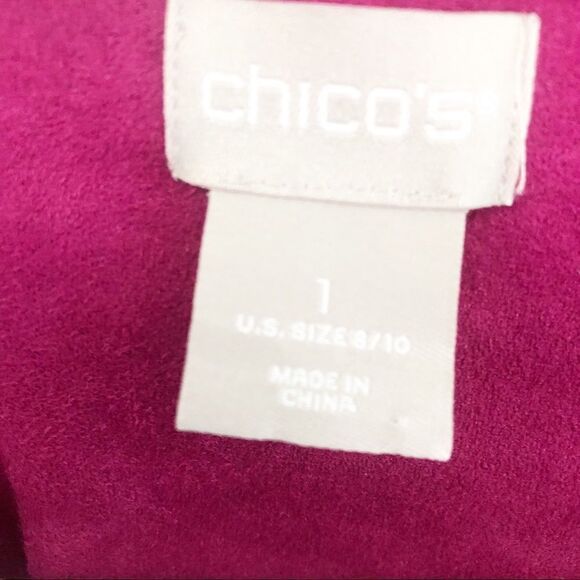 chico's®
1
U.S. SIZE 8/10
MADE IN
CHINA